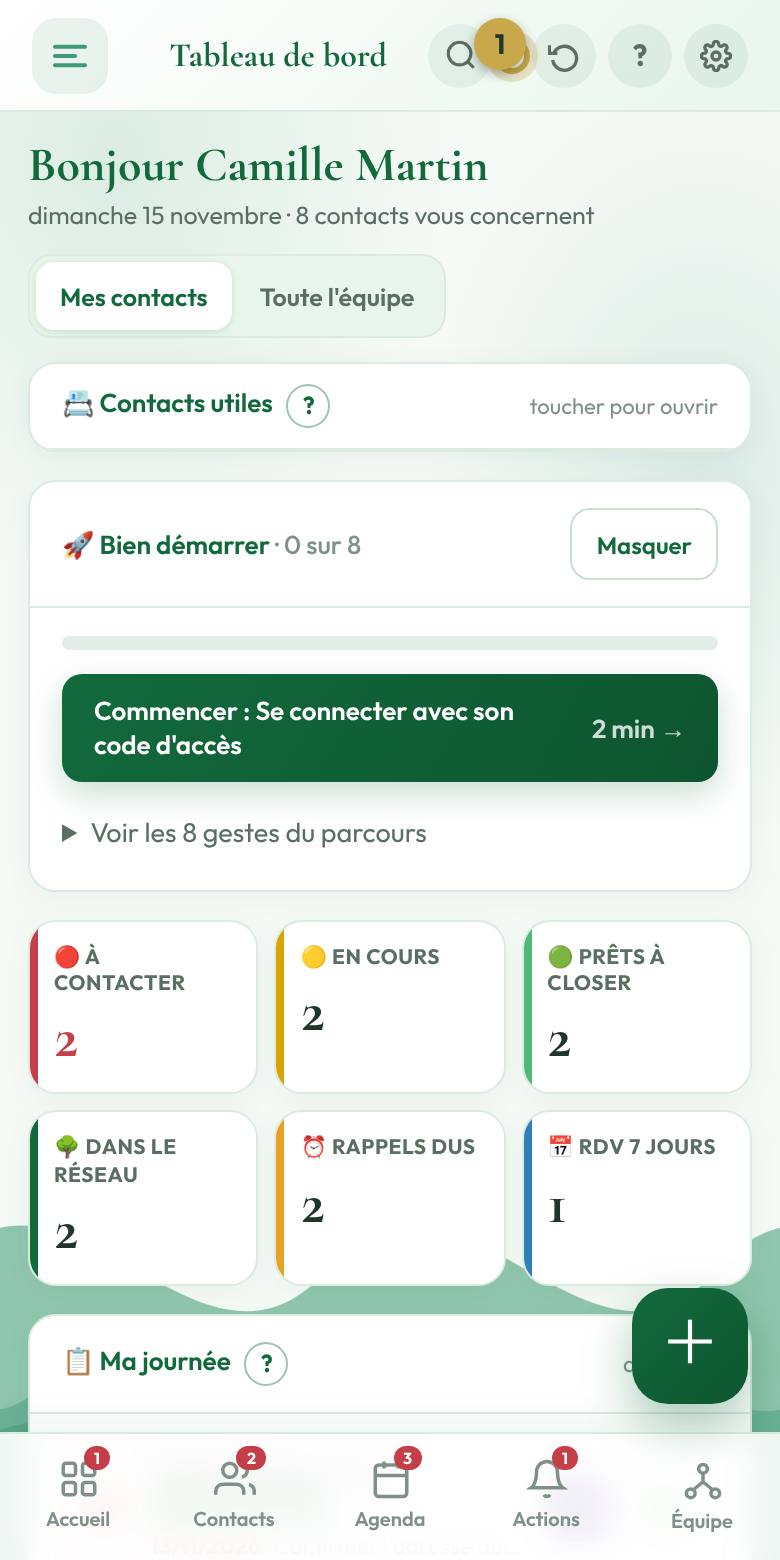 Tableau de bord
1
?
Bonjour Camille Martin
dimanche 15 novembre · 8 contacts vous concernent
Mes contacts
Toute l'équipe
Contacts utiles
?
toucher pour ouvrir
Bien démarrer · 0 sur 8
Masquer
Commencer : Se connecter avec son
code d'accès
2 min →
Voir les 8 gestes du parcours
À
CONTACTER
2
EN COURS
2
PRÊTS À
CLOSER
2
DANS LE
RÉSEAU
2
RAPPELS DUS
2
RDV 7 JOURS
1
Ma journée
?
1
2
3
1
Accueil
Contacts
Agenda
Actions
Équipe